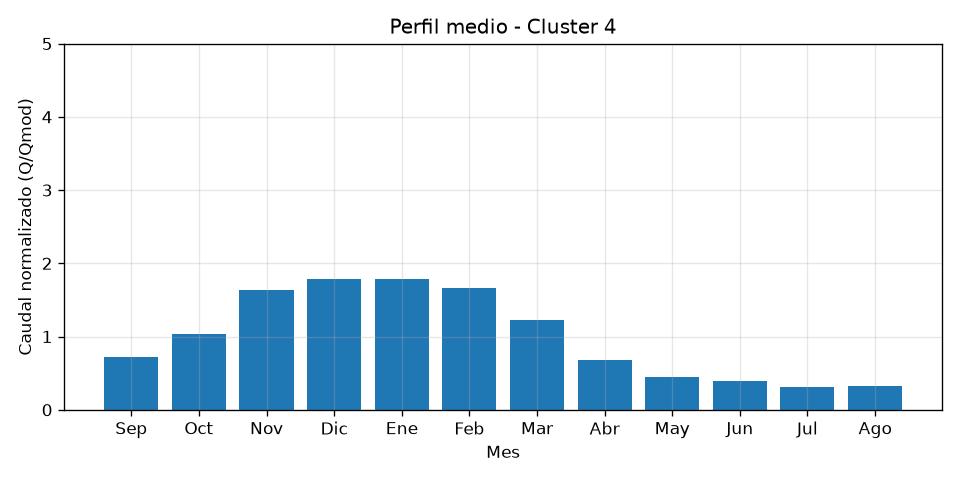 Perfil medio - Cluster 4
Caudal normalizado (Q/Qmod)
5
4
3
2
1
0
Sep Oct Nov Dic Ene Feb Mar Abr May Jun Jul Ago
Mes